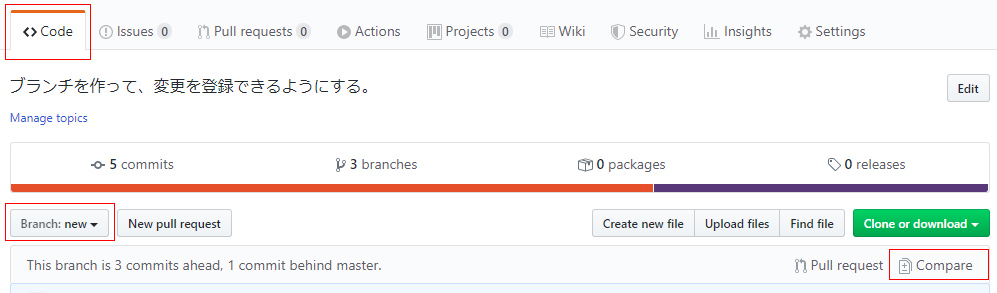 Code Issues 0 Pull requests 0 Actions Projects 0 Wiki Security Insights Settings
ブランチを作って、変更を登録できるようにする。 Edit
Manage topics
5 commits 3 branches 0 packages 0 releases
Branch: new New pull request Create new file Upload files Find file Clone or download
This branch is 3 commits ahead, 1 commit behind master. Pull request Compare